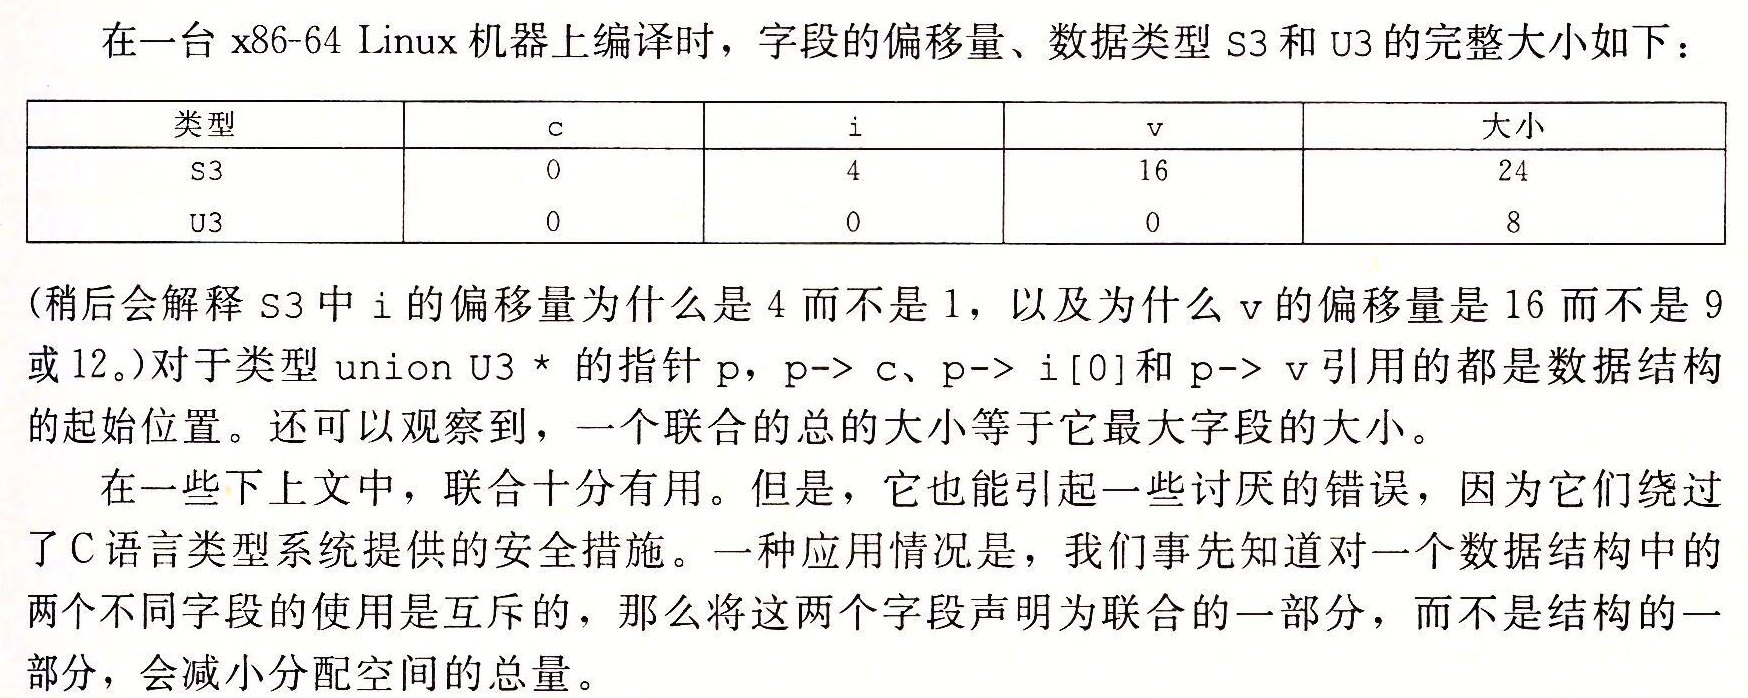 在一台 x86-64 Linux 机器上编译时，字段的偏移量、数据类型 S3 和 U3 的完整大小如下：
类型 c i v 大小
S3 0 4 16 24
U3 0 0 0 8
(稍后会解释 S3 中 i 的偏移量为什么是 4 而不是 1，以及为什么 v 的偏移量是 16 而不是 9
或 12。)对于类型 union U3 * 的指针 p，p-> c、p-> i[0]和 p-> v 引用的都是数据结构
的起始位置。还可以观察到，一个联合的总的大小等于它最大字段的大小。
在一些下上文中，联合十分有用。但是，它也能引起一些讨厌的错误，因为它们绕过
了 C 语言类型系统提供的安全措施。一种应用情况是，我们事先知道对一个数据结构中的
两个不同字段的使用是互斥的，那么将这两个字段声明为联合的一部分，而不是结构的一
部分，会减小分配空间的总量。